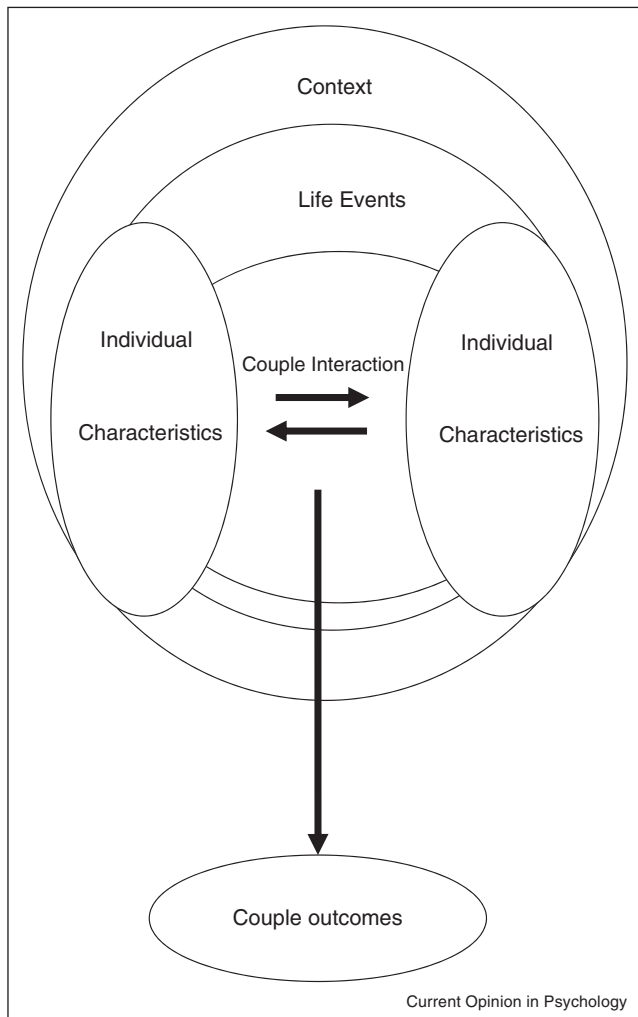 Context
Life Events
Individual
Characteristics
Couple Interaction
Individual
Characteristics
Couple outcomes
Current Opinion in Psychology